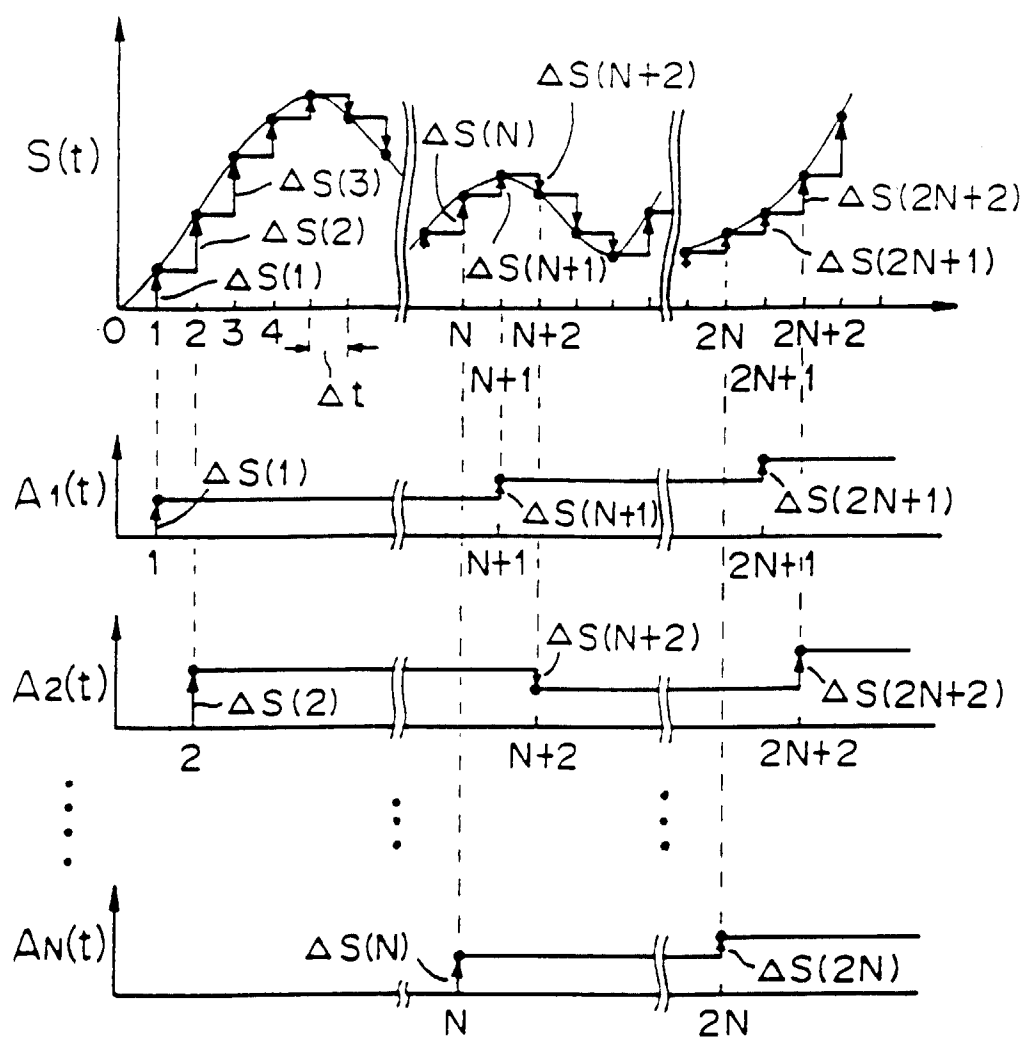 S(t)
ΔS(N+2)
ΔS(N)
ΔS(3)
ΔS(2)
ΔS(1)
ΔS(N+1)
ΔS(2N+2)
ΔS(2N+1)
0 1 2 3 4 N N+2 2N 2N+2
Δt
N+1 2N+1
A1(t)
ΔS(1)
ΔS(N+1)
ΔS(2N+1)
1 N+1 2N+1
A2(t)
ΔS(2)
ΔS(N+2)
ΔS(2N+2)
2 N+2 2N+2
AN(t)
ΔS(N)
ΔS(2N)
N 2N